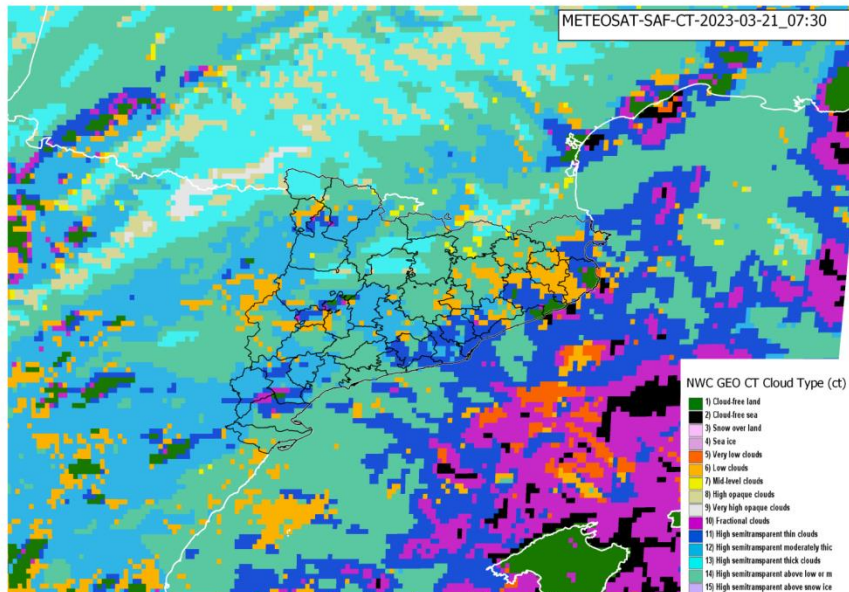 METEOSAT-SAF-CT-2023-03-21_07:30
NWC GEO CT Cloud Type (ct)
1) Cloud-free land
2) Cloud-free sea
3) Snow over land
4) Sea ice
5) Very low clouds
6) Low clouds
7) Mid-level clouds
8) High opaque clouds
9) Very high opaque clouds
10) Fractional clouds
11) High semitransparent thin clouds
12) High semitransparent moderately thic
13) High semitransparent thick clouds
14) High semitransparent above low or m
15) High semitransparent above snow ice